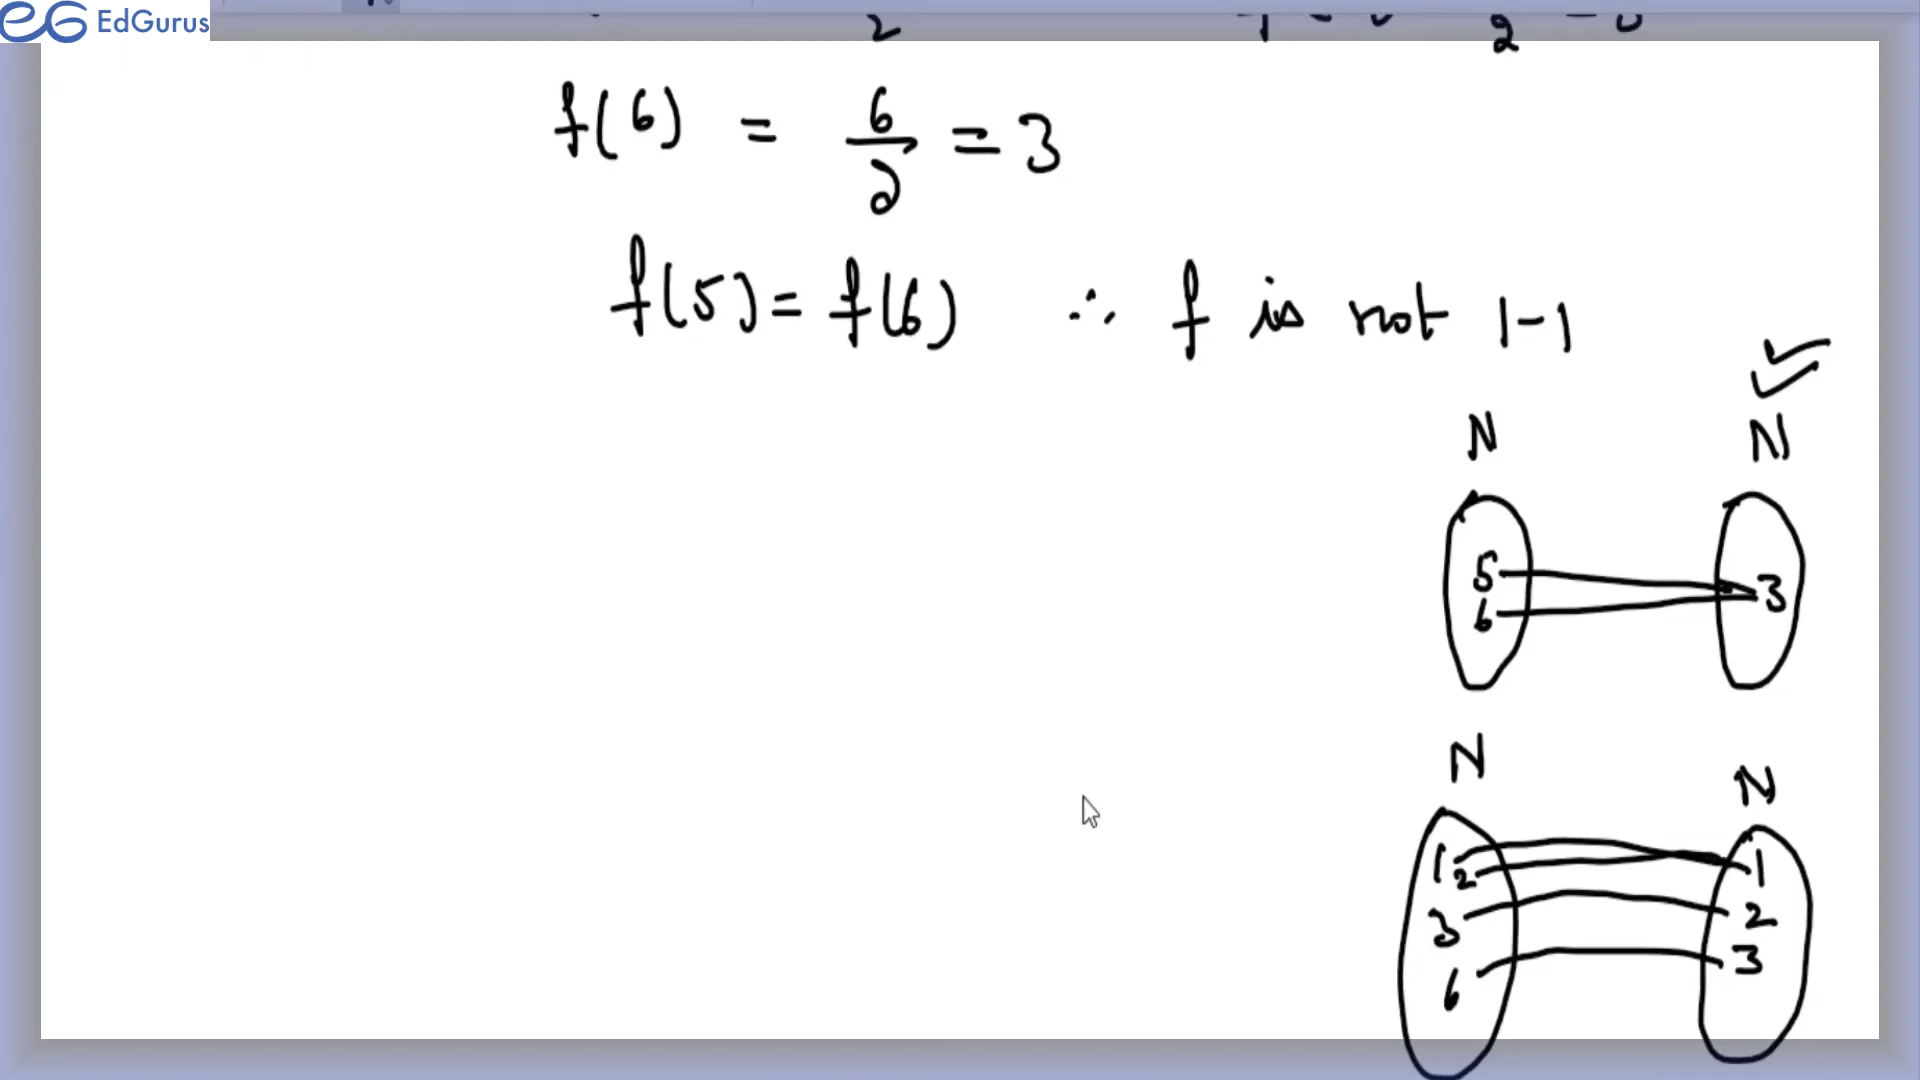 EdGurus
f(6) = 6/2 = 3
f(5) = f(6) ∴ f is not 1-1
N N
5 3
6
N N
1 1
2
3 2
6 3